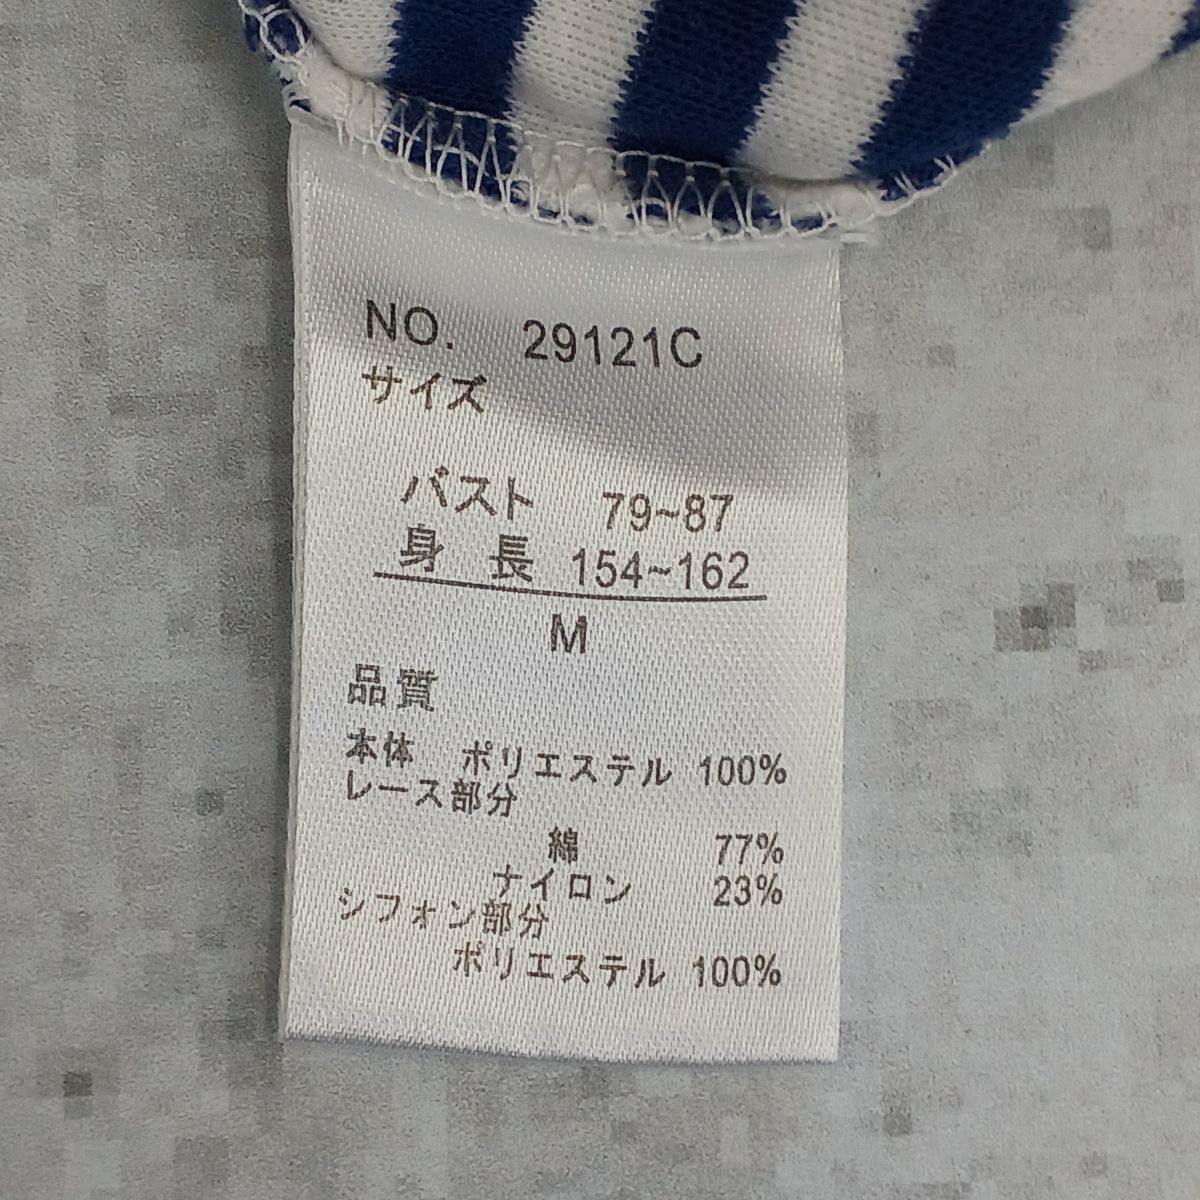 NO. 29121C
サイズ
バスト 79~87
身 長 154~162
M
品質
本体 ポリエステル 100%
レース部分
綿 77%
ナイロン 23%
シフォン部分
ポリエステル 100%